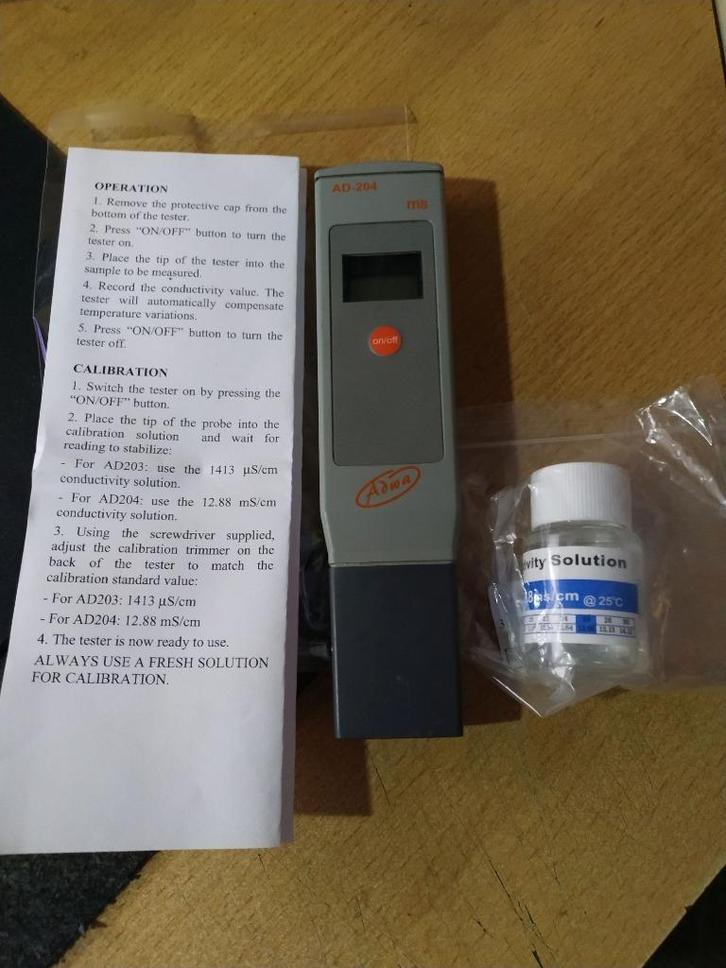 OPERATION
1. Remove the protective cap from the
bottom of the tester.
2. Press "ON/OFF" button to turn the
tester on.
3. Place the tip of the tester into the
sample to be measured.
4. Record the conductivity value. The
tester will automatically compensate
temperature variations.
5. Press "ON/OFF" button to turn the
tester off.
CALIBRATION
1. Switch the tester on by pressing the
"ON/OFF" button.
2. Place the tip of the probe into the
calibration solution and wait for
reading to stabilize:
- For AD203: use the 1413 µS/cm
conductivity solution.
- For AD204: use the 12.88 mS/cm
conductivity solution.
3. Using the screwdriver supplied,
adjust the calibration trimmer on the
back of the tester to match the
calibration standard value:
- For AD203: 1413 µS/cm
- For AD204: 12.88 mS/cm
4. The tester is now ready to use.
ALWAYS USE A FRESH SOLUTION
FOR CALIBRATION.
AD-204
ms
on/off
Adwa
ivity Solution
8ms/cm @ 25°C